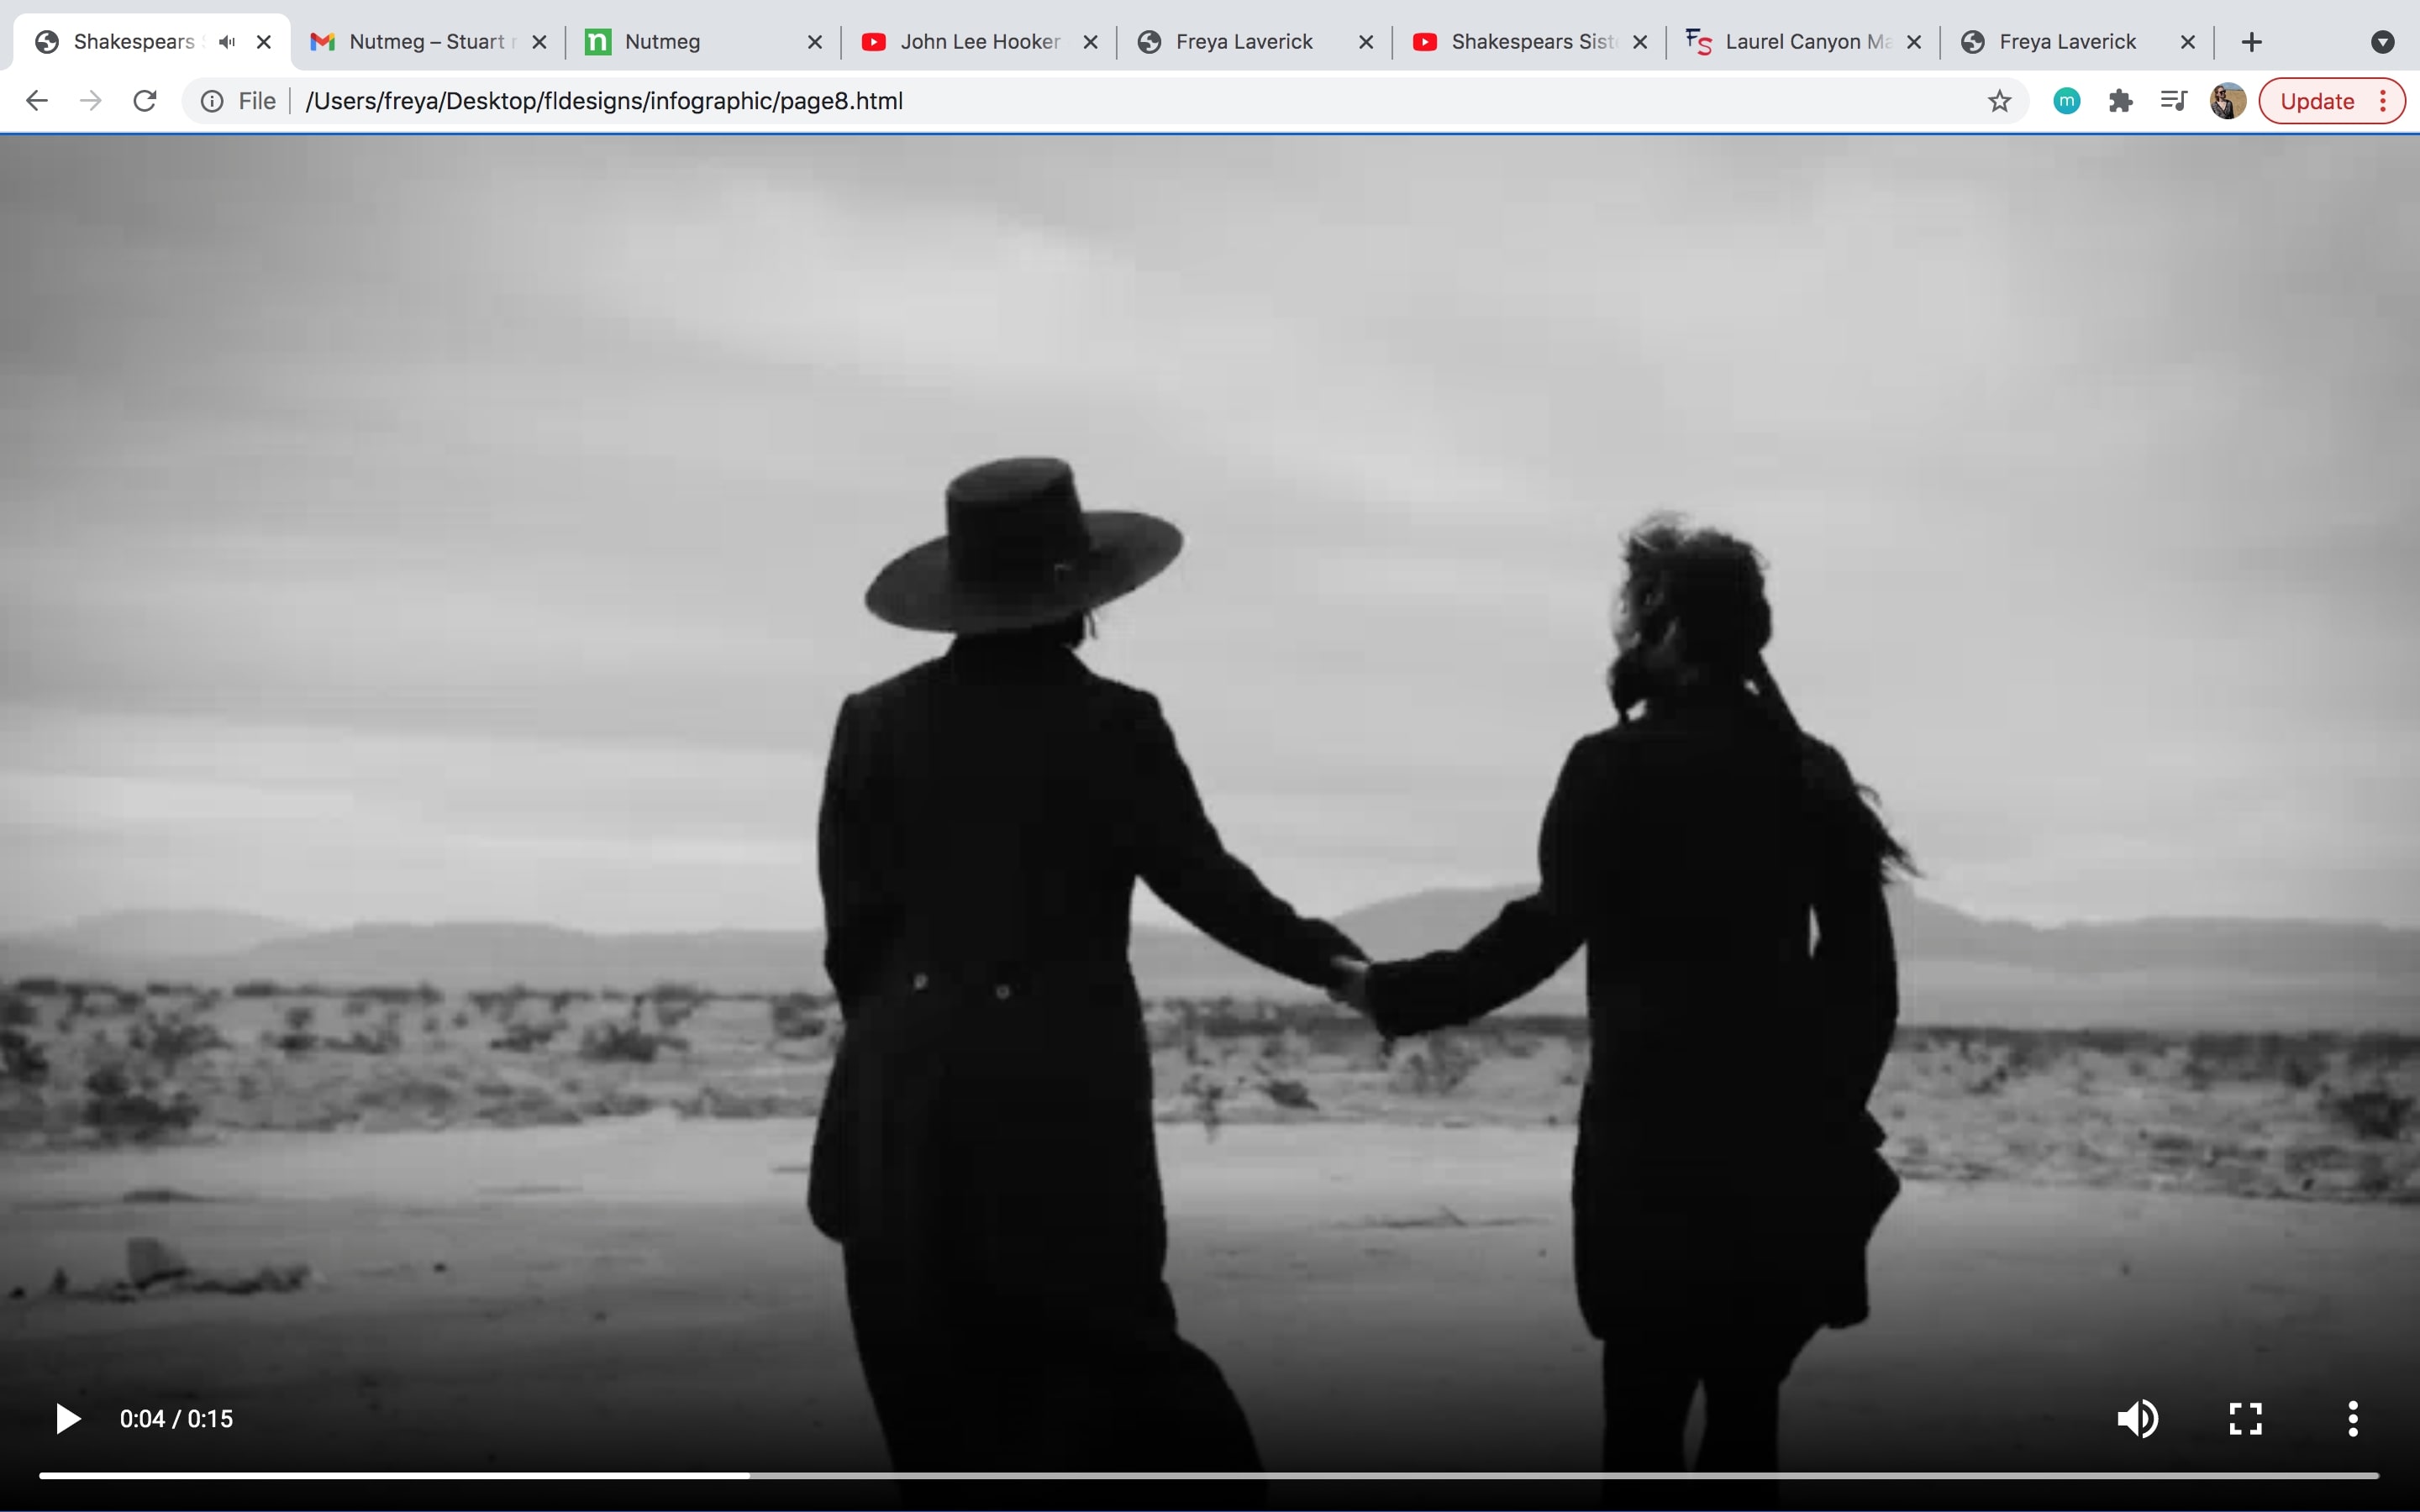 Shakespears
Nutmeg – Stuart
Nutmeg
John Lee Hooker
Freya Laverick
Shakespears Sist
Laurel Canyon Ma
Freya Laverick
File
/Users/freya/Desktop/fldesigns/infographic/page8.html
m
Update
0:04 / 0:15